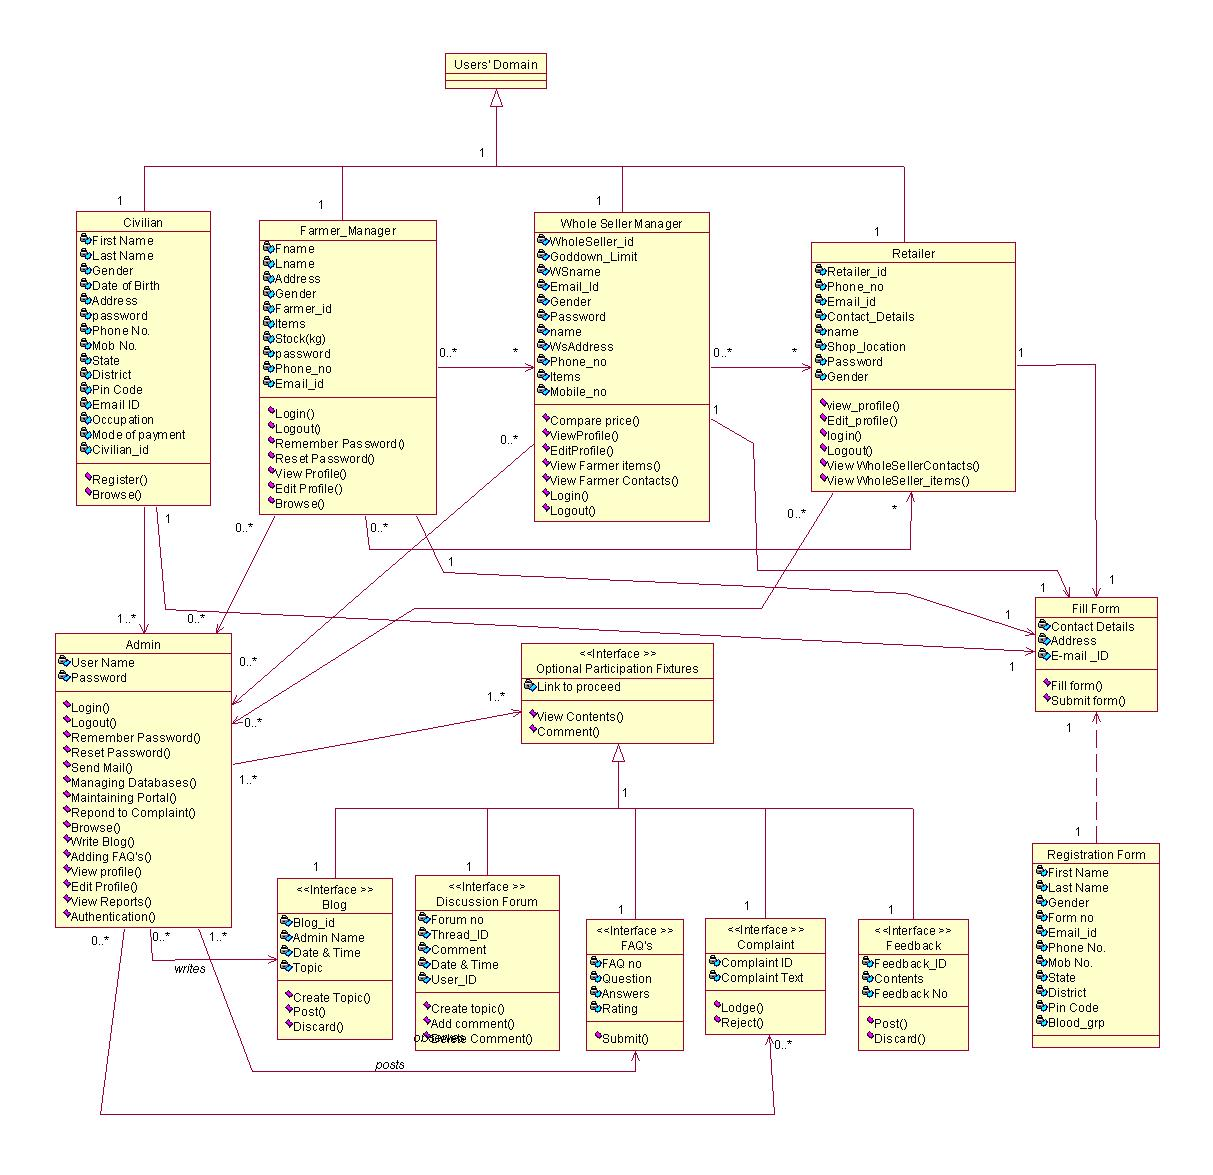 Users' Domain
1
1
Civilian
First Name
Last Name
Gender
Date of Birth
Address
password
Phone No.
Mob No.
State
District
Pin Code
Email ID
Occupation
Mode of payment
Civilian_id
Register()
Browse()
1
Farmer_Manager
Fname
Lname
Address
Gender
Farmer_id
Items
Stock(kg)
password
Phone_no
Email_id
Login()
Logout()
Remember Password()
Reset Password()
View Profile()
Edit Profile()
Browse()
0..*
*
1
Whole Seller Manager
WholeSeller_id
Goddown_Limit
WSname
Email_Id
Gender
Password
name
WsAddress
Phone_no
Items
Mobile_no
Compare price()
ViewProfile()
EditProfile()
View Farmer items()
View Farmer Contacts()
Login()
Logout()
0..*
*
1
Retailer
Retailer_id
Phone_no
Email_id
Contact_Details
name
Shop_location
Password
Gender
view_profile()
Edit_profile()
login()
Logout()
View WholeSellerContacts()
View WholeSeller_items()
1
1
0..*
1
0..*
0..*
0..*
*
1
1..*
0..*
1
1
1
1
Fill Form
Contact Details
Address
E-mail _ID
Fill form()
Submit form()
Admin
User Name
Password
Login()
Logout()
Remember Password()
Reset Password()
Send Mail()
Managing Databases()
Maintaining Portal()
Repond to Complaint()
Browse()
Write Blog()
Adding FAQ's()
View profile()
Edit Profile()
View Reports()
Authentication()
0..*
0..*
1..*
1..*
<<Interface >>
Optional Participation Fixtures
Link to proceed
View Contents()
Comment()
1
1
1
Registration Form
First Name
Last Name
Gender
Form no
Email_id
Phone No.
Mob No.
State
District
Pin Code
Blood_grp
0..*
0..*
1..*
writes
1
<<Interface >>
Blog
Blog_id
Admin Name
Date & Time
Topic
Create Topic()
Post()
Discard()
1
<<Interface >>
Discussion Forum
Forum no
Thread_ID
Comment
Date & Time
User_ID
Create topic()
Add comment()
Comment()
1
<<Interface >>
FAQ's
FAQ no
Question
Answers
Rating
Submit()
1
<<Interface >>
Complaint
Complaint ID
Complaint Text
Lodge()
Reject()
0..*
1
<<Interface >>
Feedback
Feedback_ID
Contents
Feedback No
Post()
Discard()
posts